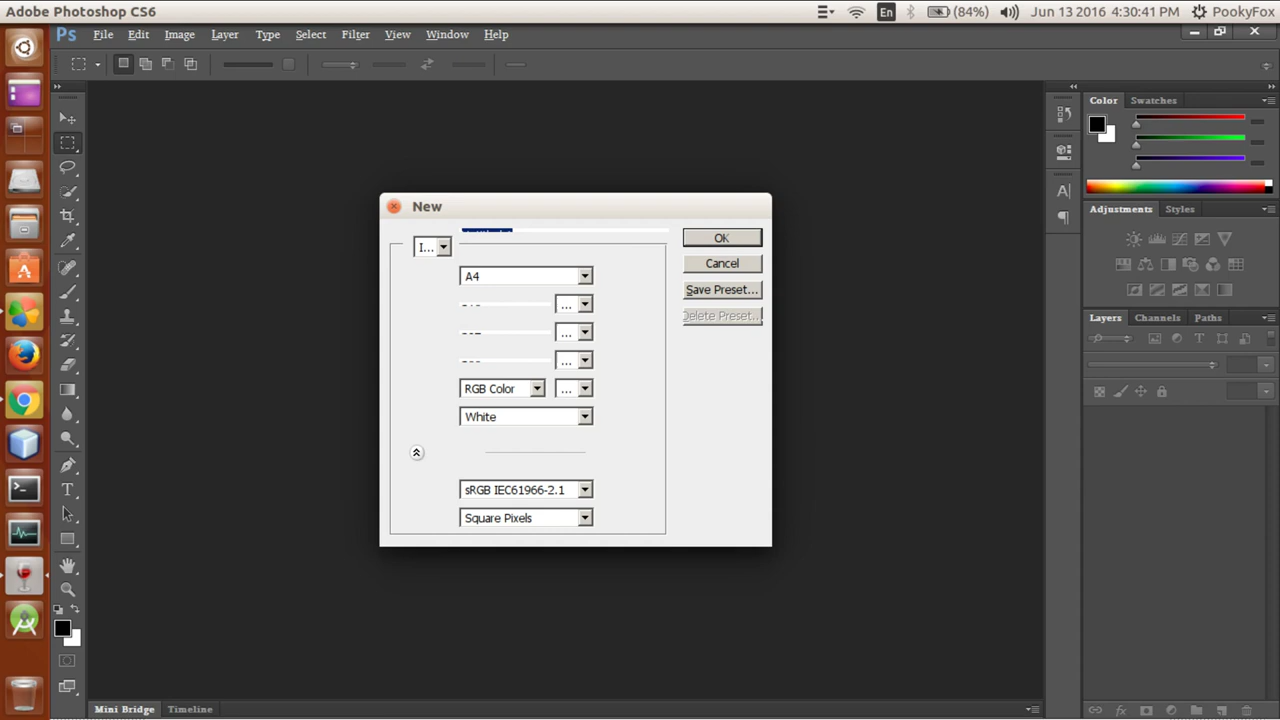 Adobe Photoshop CS6
En
(84%)
Jun 13 2016 4:30:41 PM
PookyFox
Ps
File
Edit
Image
Layer
Type
Select
Filter
View
Window
Help
Color
Swatches
Adjustments
Styles
Layers
Channels
Paths
New
I...
A4
...
...
...
RGB Color
...
White
sRGB IEC61966-2.1
Square Pixels
OK
Cancel
Save Preset...
Delete Preset...
Mini Bridge
Timeline